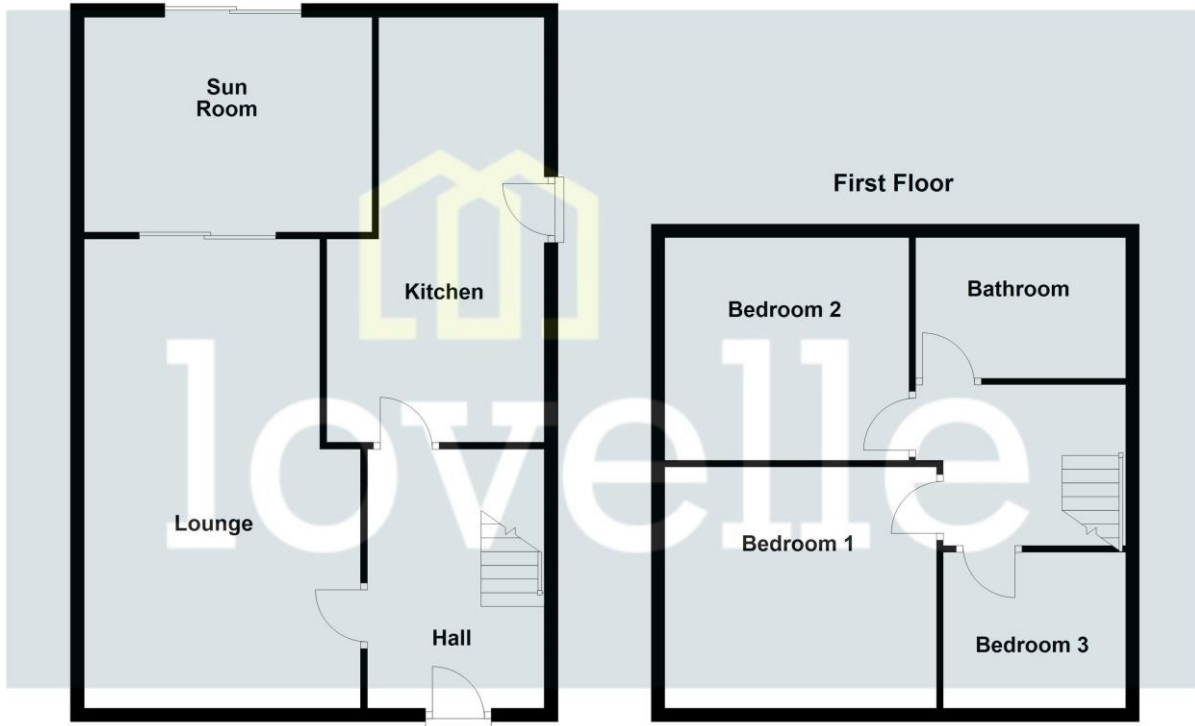 Sun
Room
Kitchen
Lounge
Hall
First Floor
Bedroom 2
Bathroom
Bedroom 1
Bedroom 3
lovelle